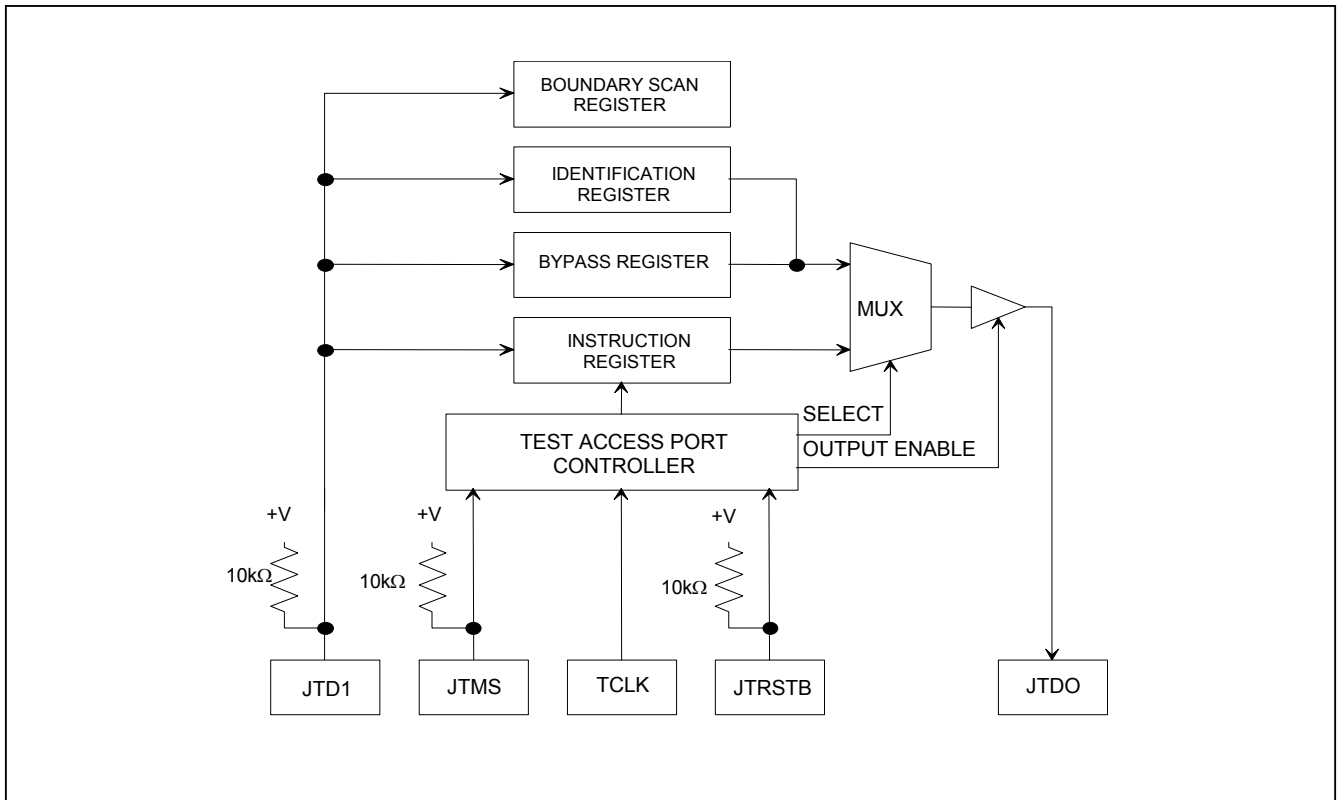 BOUNDARY SCAN
REGISTER
IDENTIFICATION
REGISTER
BYPASS REGISTER
MUX
INSTRUCTION
REGISTER
SELECT
TEST ACCESS PORT
CONTROLLER
OUTPUT ENABLE
+V
+V
+V
10kΩ
10kΩ
10kΩ
JTD1
JTMS
TCLK
JTRSTB
JTDO